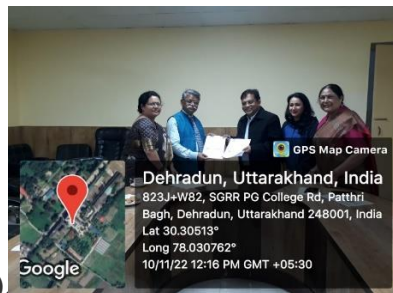 GPS Map Camera
Dehradun, Uttarakhand, India
823J+W82, SGRR PG College Rd, Patthri
Bagh, Dehradun, Uttarakhand 248001, India
Lat 30.30513°
Long 78.030762°
10/11/22 12:16 PM GMT +05:30
Google